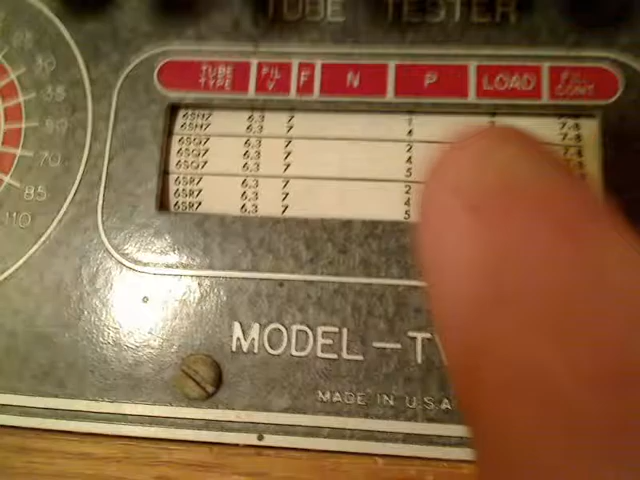 TUBE TESTER
TUBE TYPE FIL V F N P LOAD FIL. CONT.
6SN7 6.3 7 1 7-8
6SN7 6.3 7 4 7-8
6SQ7 6.3 7 2 7-8
6SQ7 6.3 7 4
6SQ7 6.3 7 5
6SR7 6.3 7 2
6SR7 6.3 7 4
6SR7 6.3 7 5
30
35
50
70
85
110
MODEL-T
MADE IN U.S.A